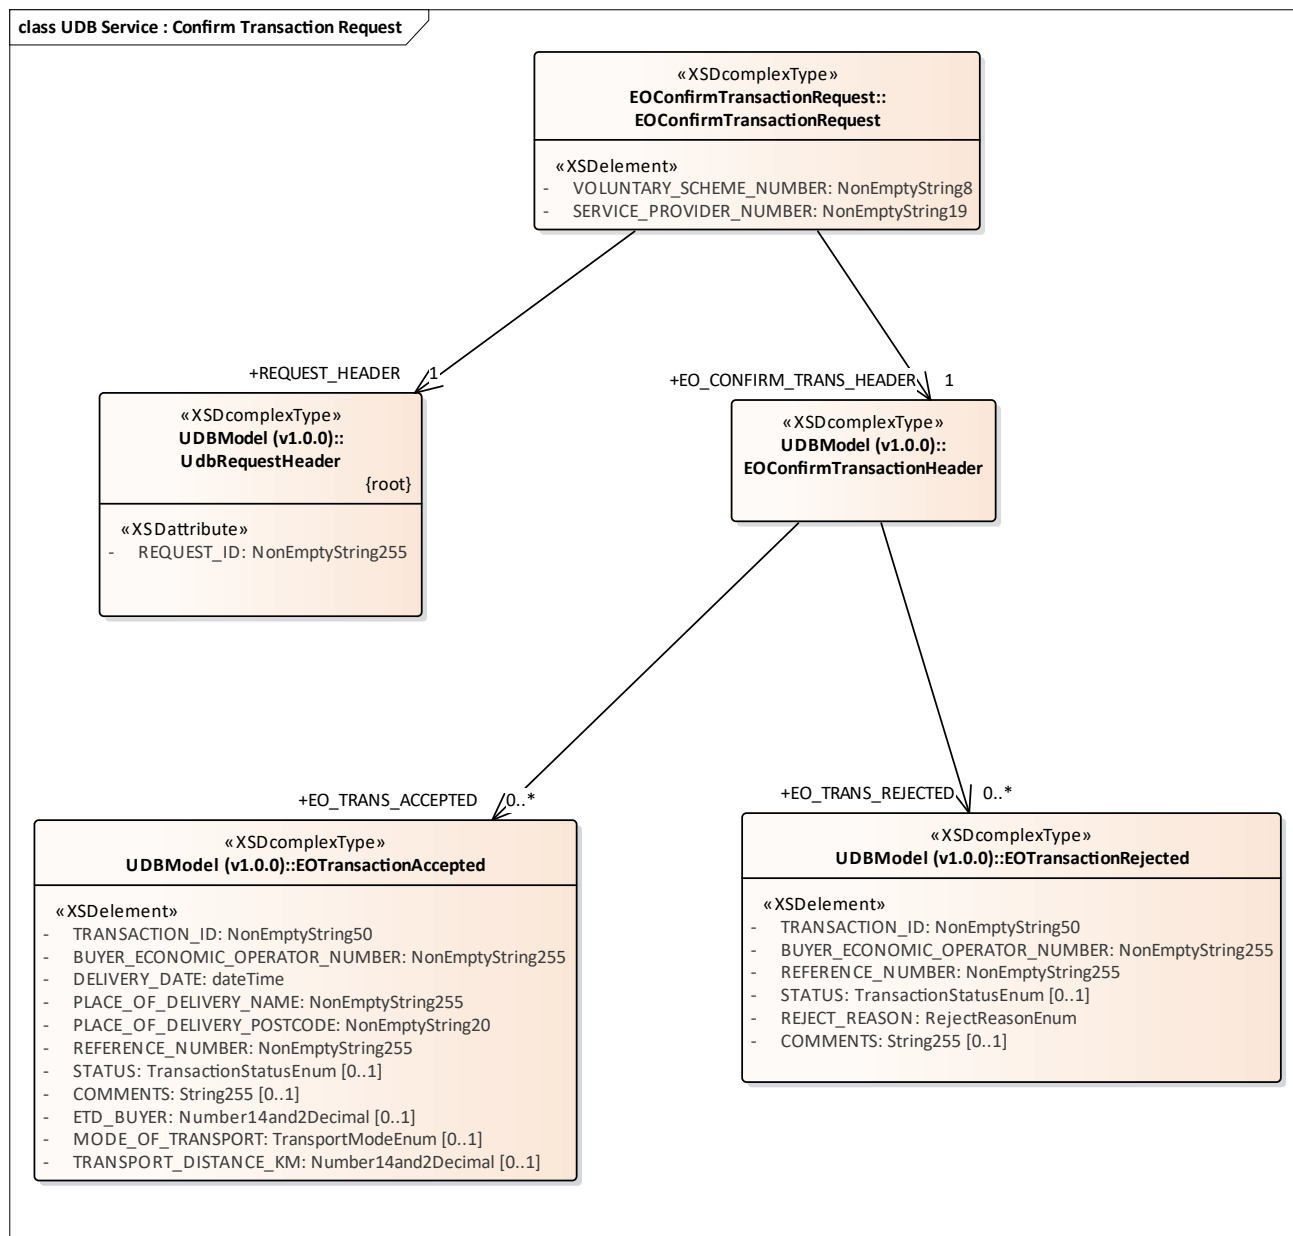 class UDB Service : Confirm Transaction Request
«XSDcomplexType»
EOConfirmTransactionRequest::
EOConfirmTransactionRequest
«XSDelement»
- VOLUNTARY_SCHEME_NUMBER: NonEmptyString8
- SERVICE_PROVIDER_NUMBER: NonEmptyString19
+REQUEST_HEADER 1
+EO_CONFIRM_TRANS_HEADER 1
«XSDcomplexType»
UDBModel (v1.0.0)::
UdbRequestHeader
{root}
«XSDattribute»
- REQUEST_ID: NonEmptyString255
«XSDcomplexType»
UDBModel (v1.0.0)::
EOConfirmTransactionHeader
+EO_TRANS_ACCEPTED 0..*
+EO_TRANS_REJECTED 0..*
«XSDcomplexType»
UDBModel (v1.0.0)::EOTransactionAccepted
«XSDelement»
- TRANSACTION_ID: NonEmptyString50
- BUYER_ECONOMIC_OPERATOR_NUMBER: NonEmptyString255
- DELIVERY_DATE: dateTime
- PLACE_OF_DELIVERY_NAME: NonEmptyString255
- PLACE_OF_DELIVERY_POSTCODE: NonEmptyString20
- REFERENCE_NUMBER: NonEmptyString255
- STATUS: TransactionStatusEnum [0..1]
- COMMENTS: String255 [0..1]
- ETD_BUYER: Number14and2Decimal [0..1]
- MODE_OF_TRANSPORT: TransportModeEnum [0..1]
- TRANSPORT_DISTANCE_KM: Number14and2Decimal [0..1]
«XSDcomplexType»
UDBModel (v1.0.0)::EOTransactionRejected
«XSDelement»
- TRANSACTION_ID: NonEmptyString50
- BUYER_ECONOMIC_OPERATOR_NUMBER: NonEmptyString255
- REFERENCE_NUMBER: NonEmptyString255
- STATUS: TransactionStatusEnum [0..1]
- REJECT_REASON: RejectReasonEnum
- COMMENTS: String255 [0..1]